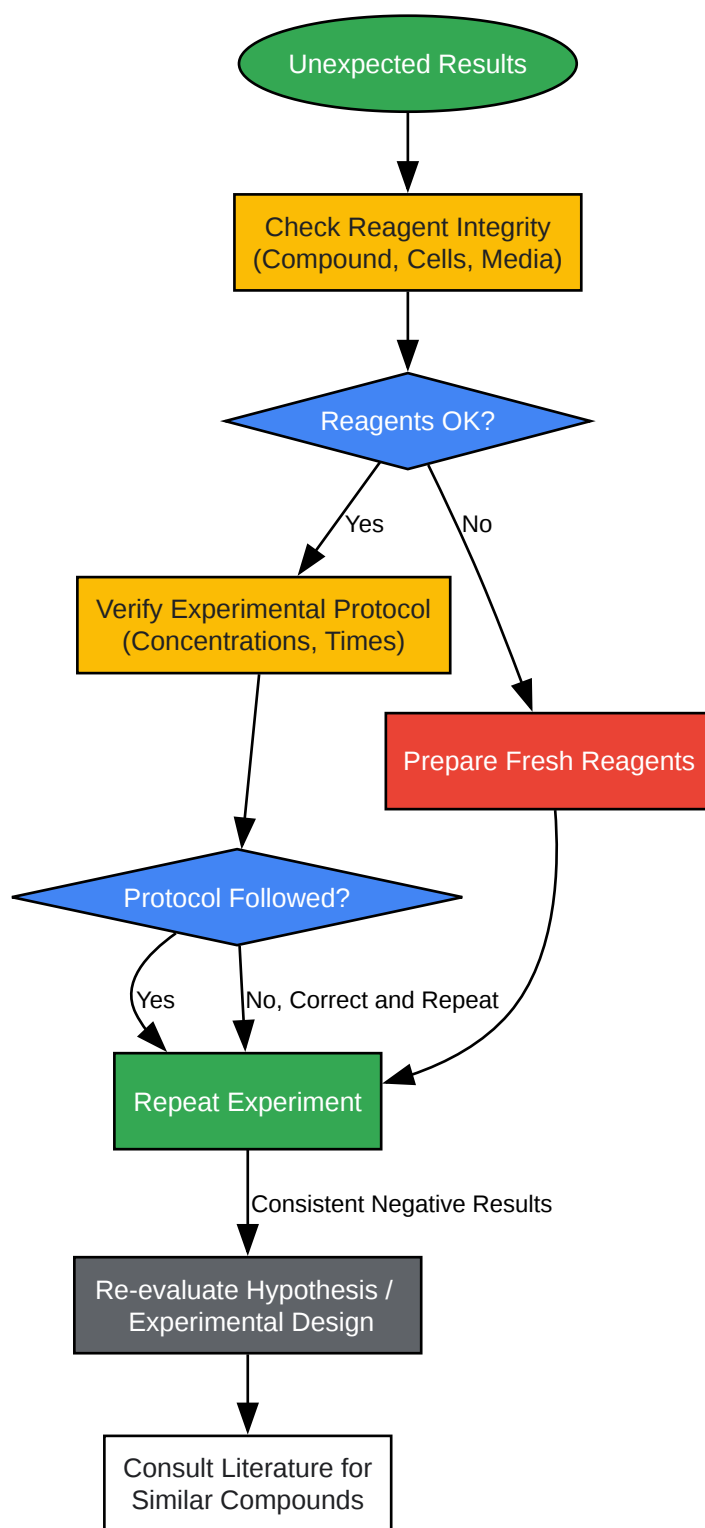 Unexpected Results
Check Reagent Integrity
(Compound, Cells, Media)
Reagents OK?
Yes
No
Verify Experimental Protocol
(Concentrations, Times)
Prepare Fresh Reagents
Protocol Followed?
Yes
No, Correct and Repeat
Repeat Experiment
Consistent Negative Results
Re-evaluate Hypothesis /
Experimental Design
Consult Literature for
Similar Compounds